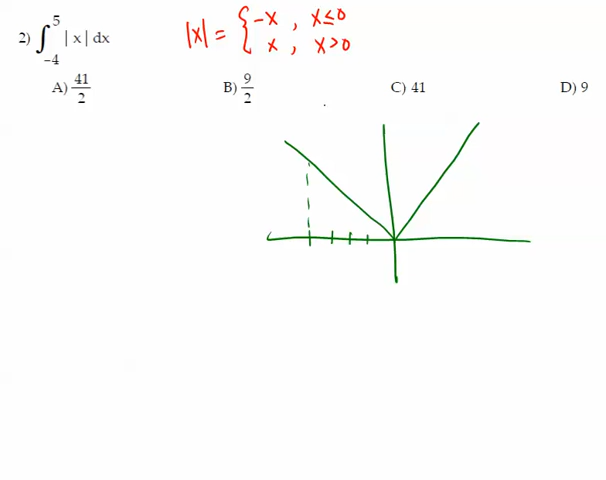 2) ∫_{-4}^{5} | x | dx    |x| = { -x , x ≤ 0
x , x > 0
A) 41/2    B) 9/2    C) 41    D) 9